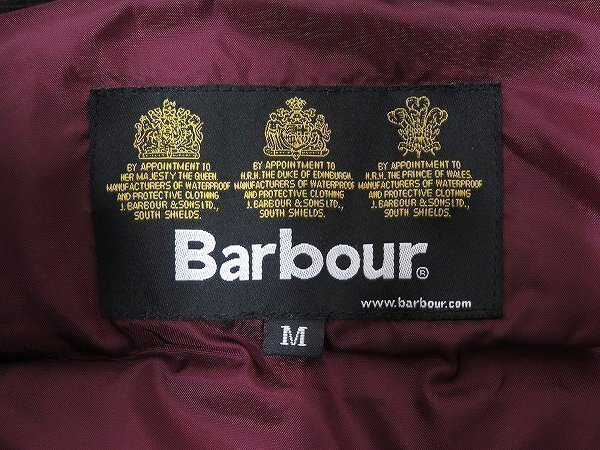 BY APPOINTMENT TO
HER MAJESTY THE QUEEN,
MANUFACTURERS OF WATERPROOF
AND PROTECTIVE CLOTHING
J. BARBOUR & SONS LTD.,
SOUTH SHIELDS.
BY APPOINTMENT TO
H.R.H. THE DUKE OF EDINBURGH,
MANUFACTURERS OF WATERPROOF
AND PROTECTIVE CLOTHING
J. BARBOUR & SONS LTD.,
SOUTH SHIELDS.
BY APPOINTMENT TO
H.R.H. THE PRINCE OF WALES,
MANUFACTURERS OF WATERPROOF
AND PROTECTIVE CLOTHING
J. BARBOUR & SONS LTD.,
SOUTH SHIELDS.
Barbour®
www.barbour.com
M